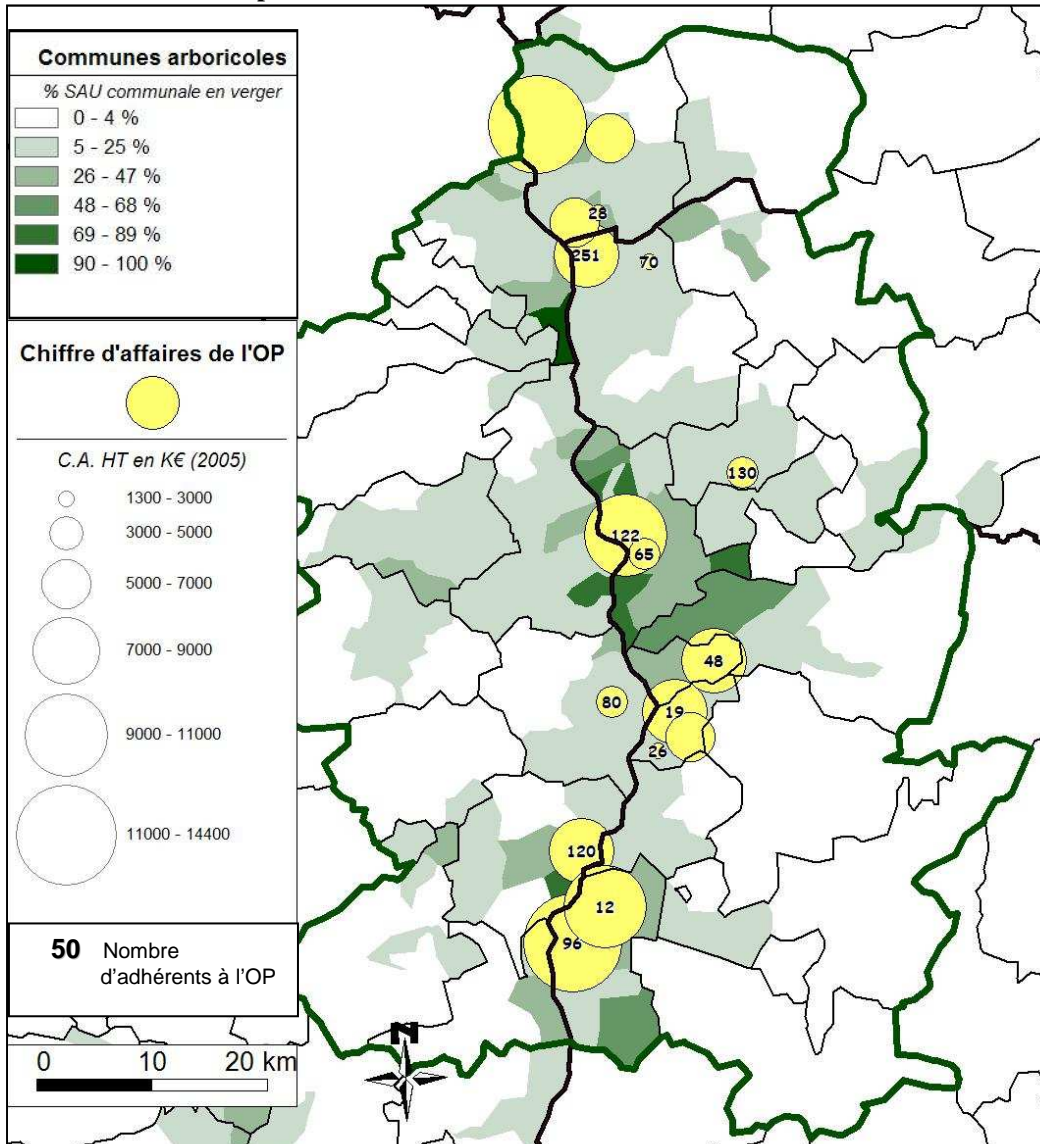 Communes arboricoles
% SAU communale en verger
0 - 4 %
5 - 25 %
26 - 47 %
48 - 68 %
69 - 89 %
90 - 100 %
Chiffre d'affaires de l'OP
C.A. HT en K€ (2005)
1300 - 3000
3000 - 5000
5000 - 7000
7000 - 9000
9000 - 11000
11000 - 14400
50 Nombre
d’adhérents à l’OP
0 10 20 km
N
28
251
70
130
122
65
48
80
19
26
120
12
96